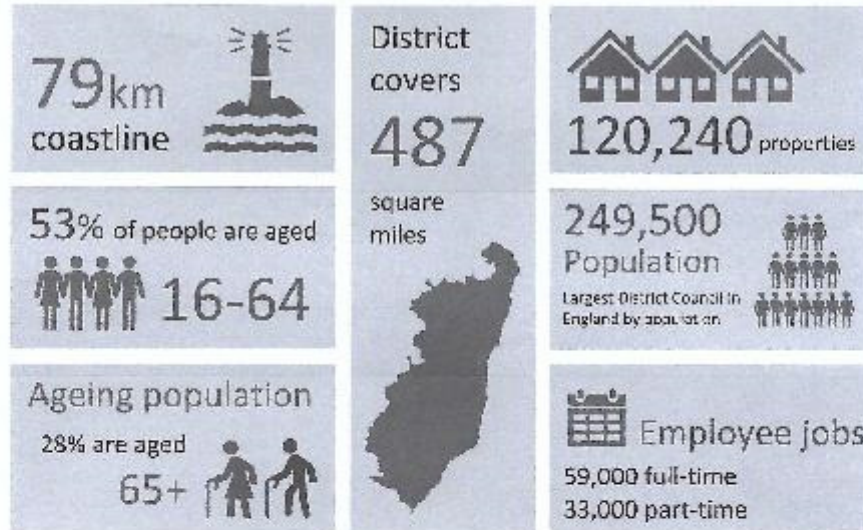 79km
coastline
53% of people are aged
16-64
Ageing population
28% are aged
65+
District
covers
487
square
miles
120,240 properties
249,500
Population
Largest District Council in
England by population
Employee jobs
59,000 full-time
33,000 part-time